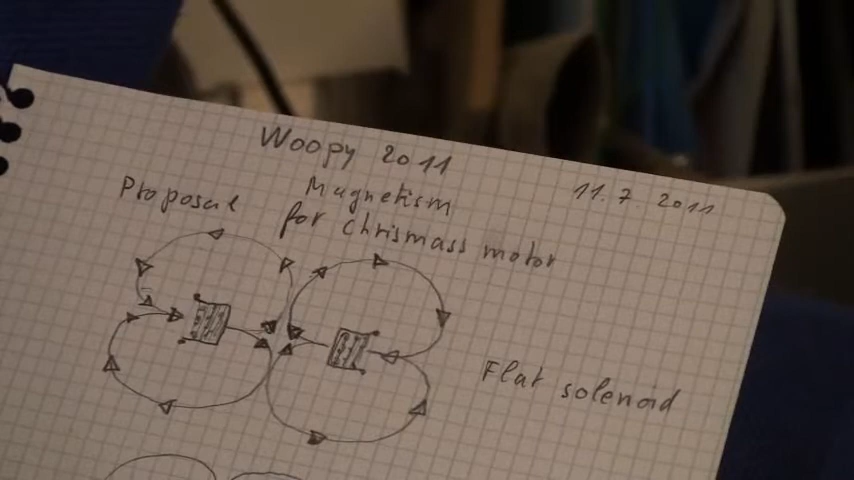 Woopy 2011
11.7 2011
Proposal Magnetism
for chrismass motor
Flat solenoid